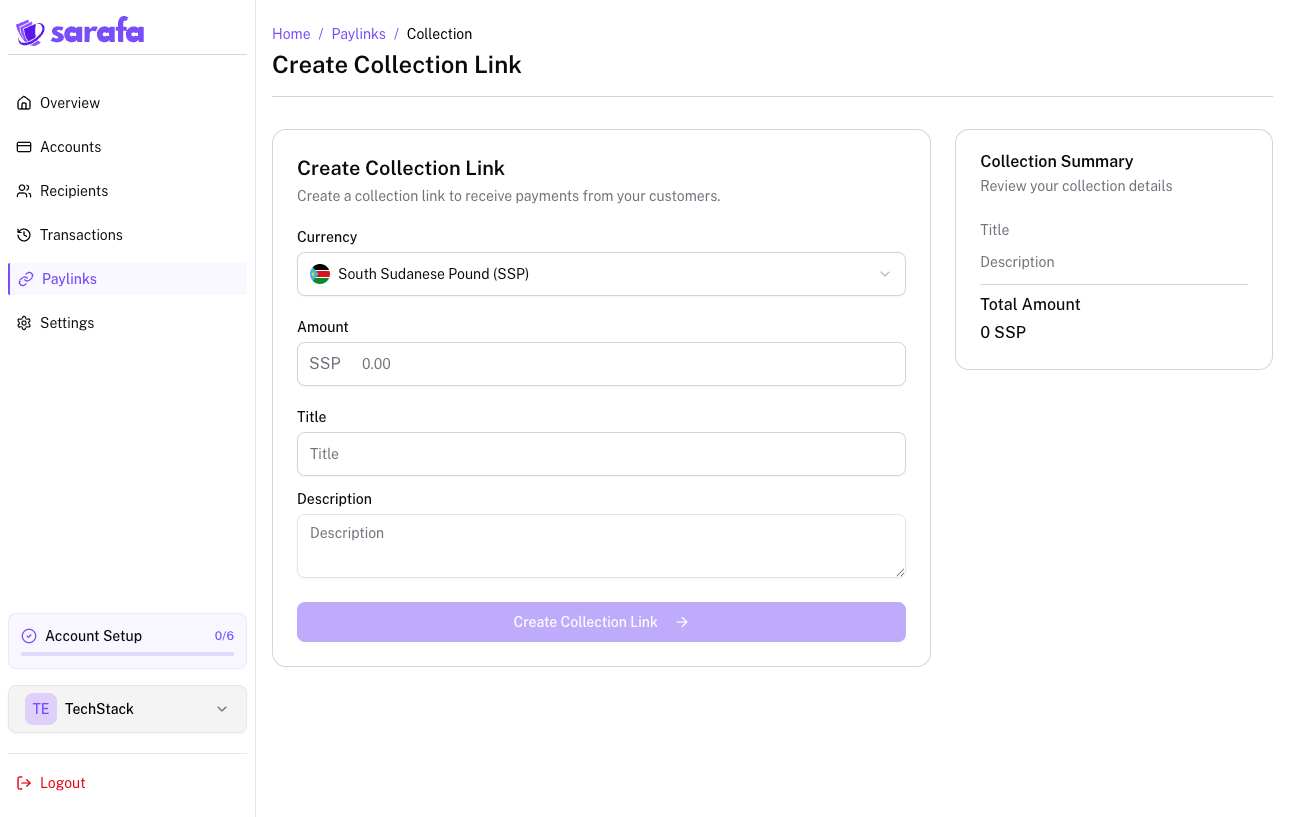 sarafa
Overview
Accounts
Recipients
Transactions
Paylinks
Settings
Account Setup 0/6
TE TechStack
Logout
Home / Paylinks / Collection
Create Collection Link
Create Collection Link
Create a collection link to receive payments from your customers.
Currency
South Sudanese Pound (SSP)
Amount
SSP 0.00
Title
Title
Description
Description
Create Collection Link
Collection Summary
Review your collection details
Title
Description
Total Amount
0 SSP